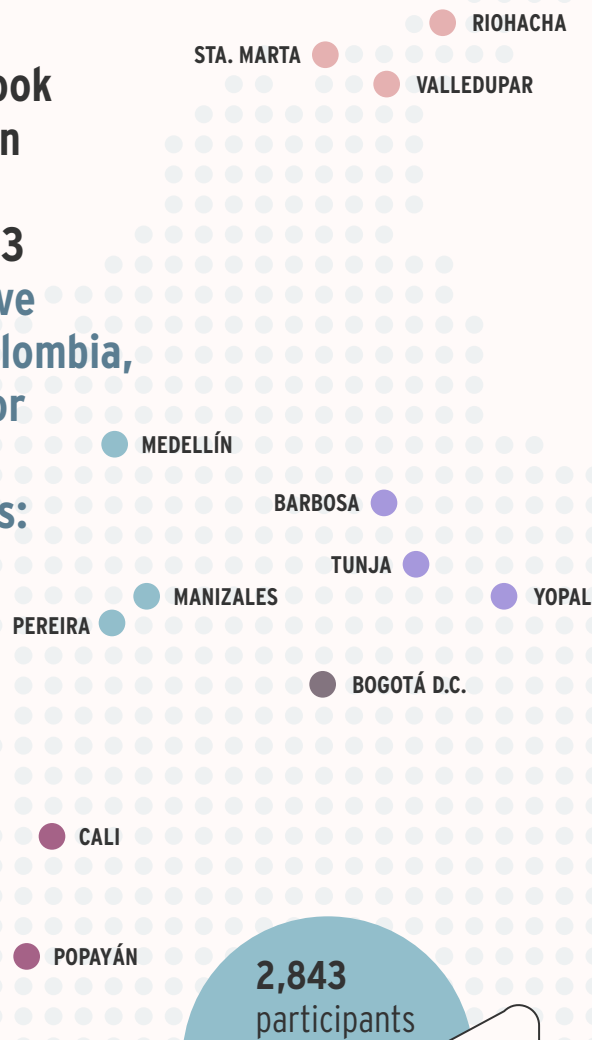 RIOHACHA
STA. MARTA
VALLEDUPAR
ook
n
3
ve
lombia,
or
MEDELLÍN
BARBOSA
s:
TUNJA
MANIZALES
YOPAL
PEREIRA
BOGOTÁ D.C.
CALI
POPAYÁN
2,843
participants